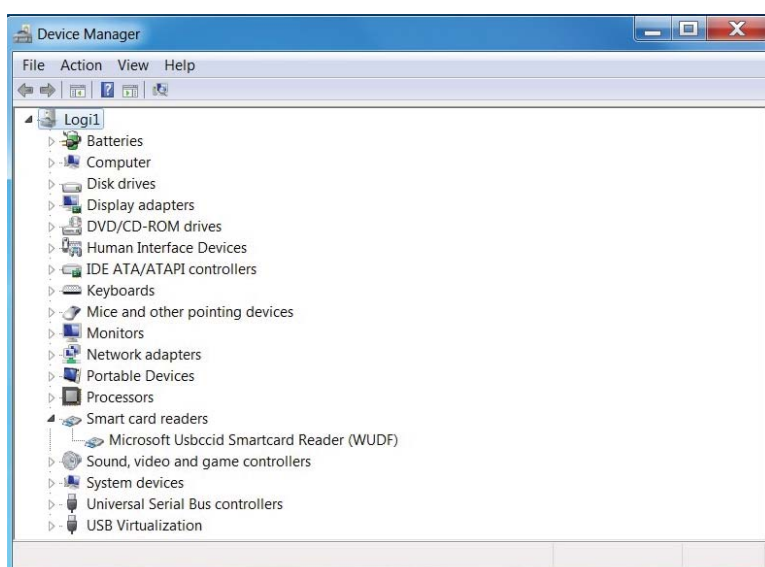 Device Manager
File Action View Help
Logi1
Batteries
Computer
Disk drives
Display adapters
DVD/CD-ROM drives
Human Interface Devices
IDE ATA/ATAPI controllers
Keyboards
Mice and other pointing devices
Monitors
Network adapters
Portable Devices
Processors
Smart card readers
Microsoft Usbccid Smartcard Reader (WUDF)
Sound, video and game controllers
System devices
Universal Serial Bus controllers
USB Virtualization